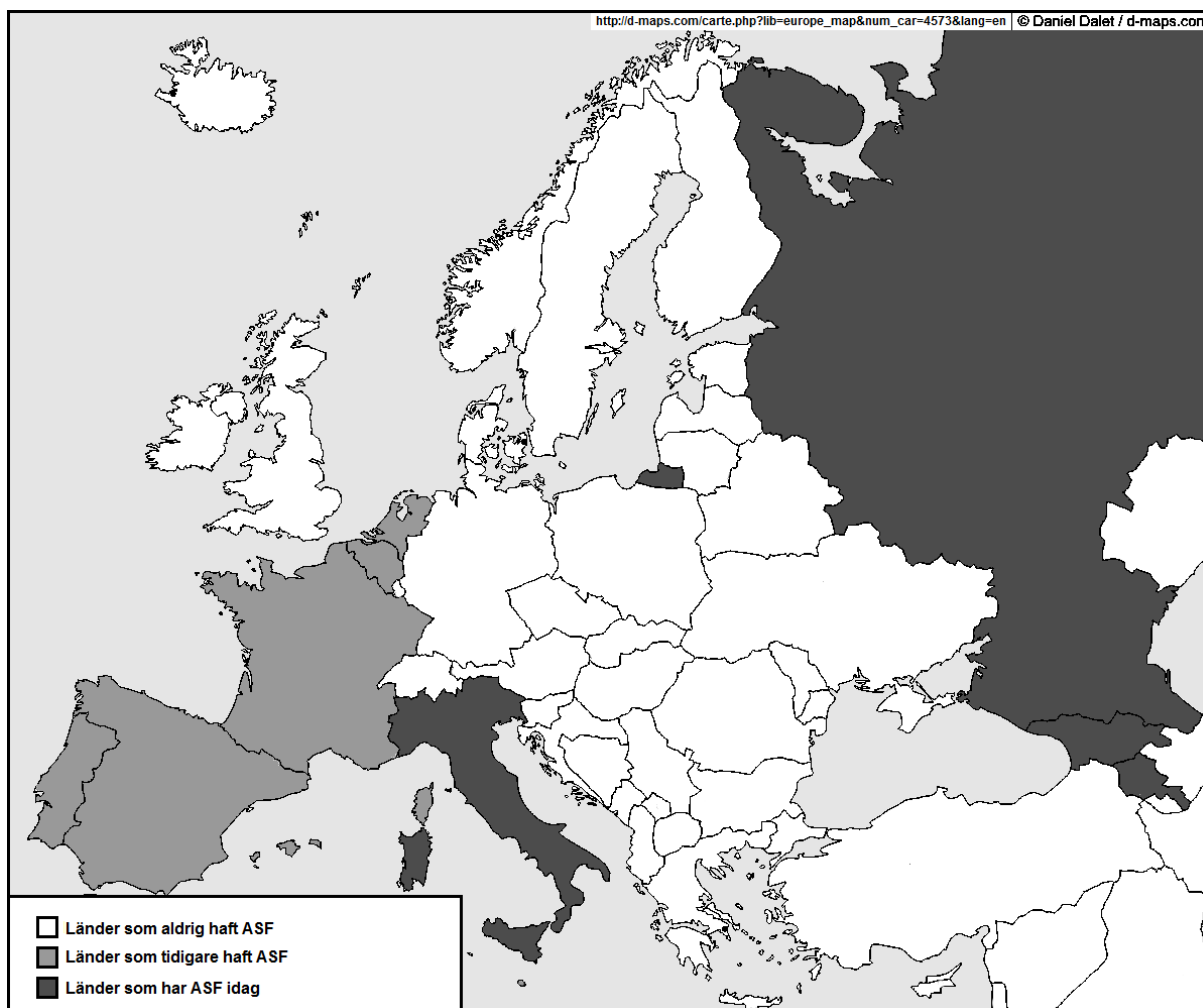 http://d-maps.com/carte.php?lib=europe_map&num_car=4573&lang=en © Daniel Dalet / d-maps.com
Länder som aldrig haft ASF
Länder som tidigare haft ASF
Länder som har ASF idag